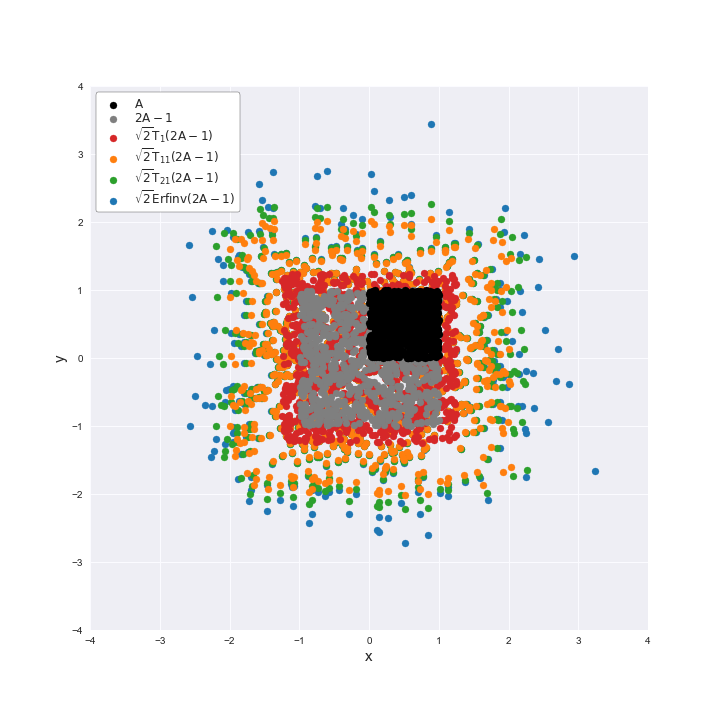 A
2A − 1
√2T₁(2A − 1)
√2T₁₁(2A − 1)
√2T₂₁(2A − 1)
√2Erfinv(2A − 1)
4
3
2
1
0
−1
−2
−3
−4
y
−4 −3 −2 −1 0 1 2 3 4
x